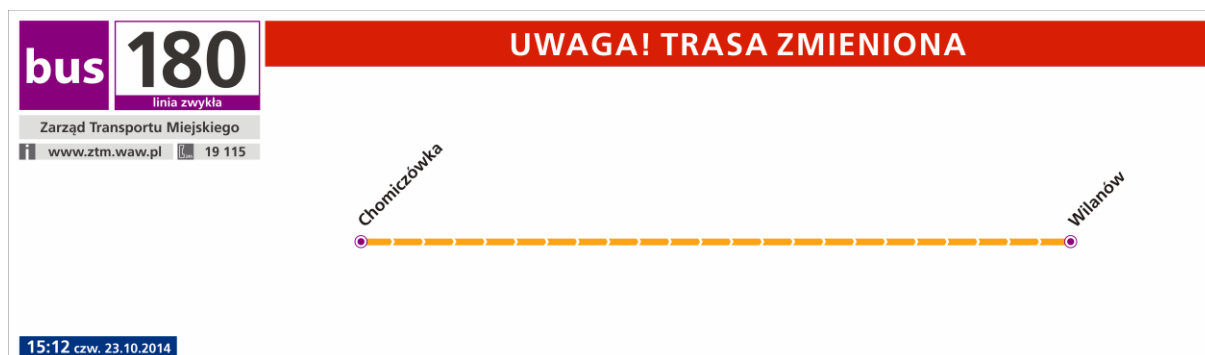 bus
180
linia zwykła
Zarząd Transportu Miejskiego
i www.ztm.waw.pl 19 115
UWAGA! TRASA ZMIENIONA
Chomiczówka
Wilanów
15:12 czw. 23.10.2014